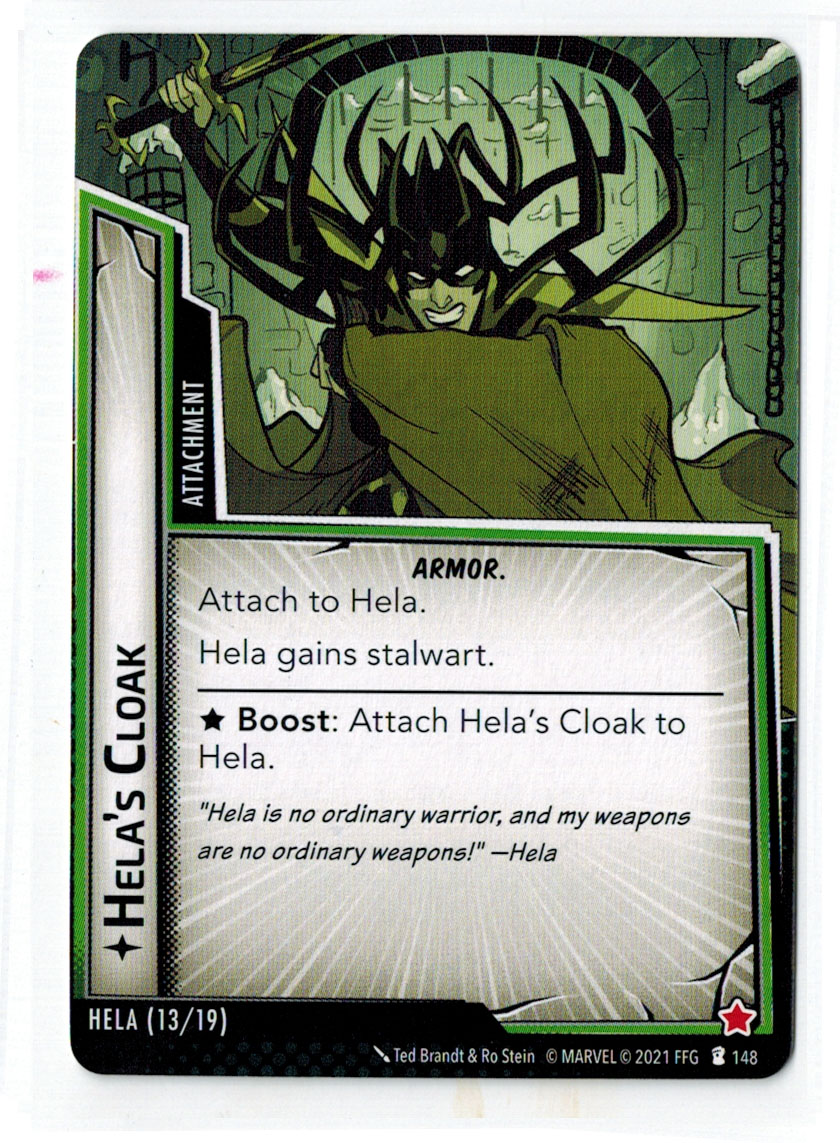 ATTACHMENT
HELA'S CLOAK
ARMOR.
Attach to Hela.
Hela gains stalwart.
★ Boost: Attach Hela's Cloak to
Hela.
"Hela is no ordinary warrior, and my weapons
are no ordinary weapons!" —Hela
HELA (13/19)
Ted Brandt & Ro Stein © MARVEL © 2021 FFG 148